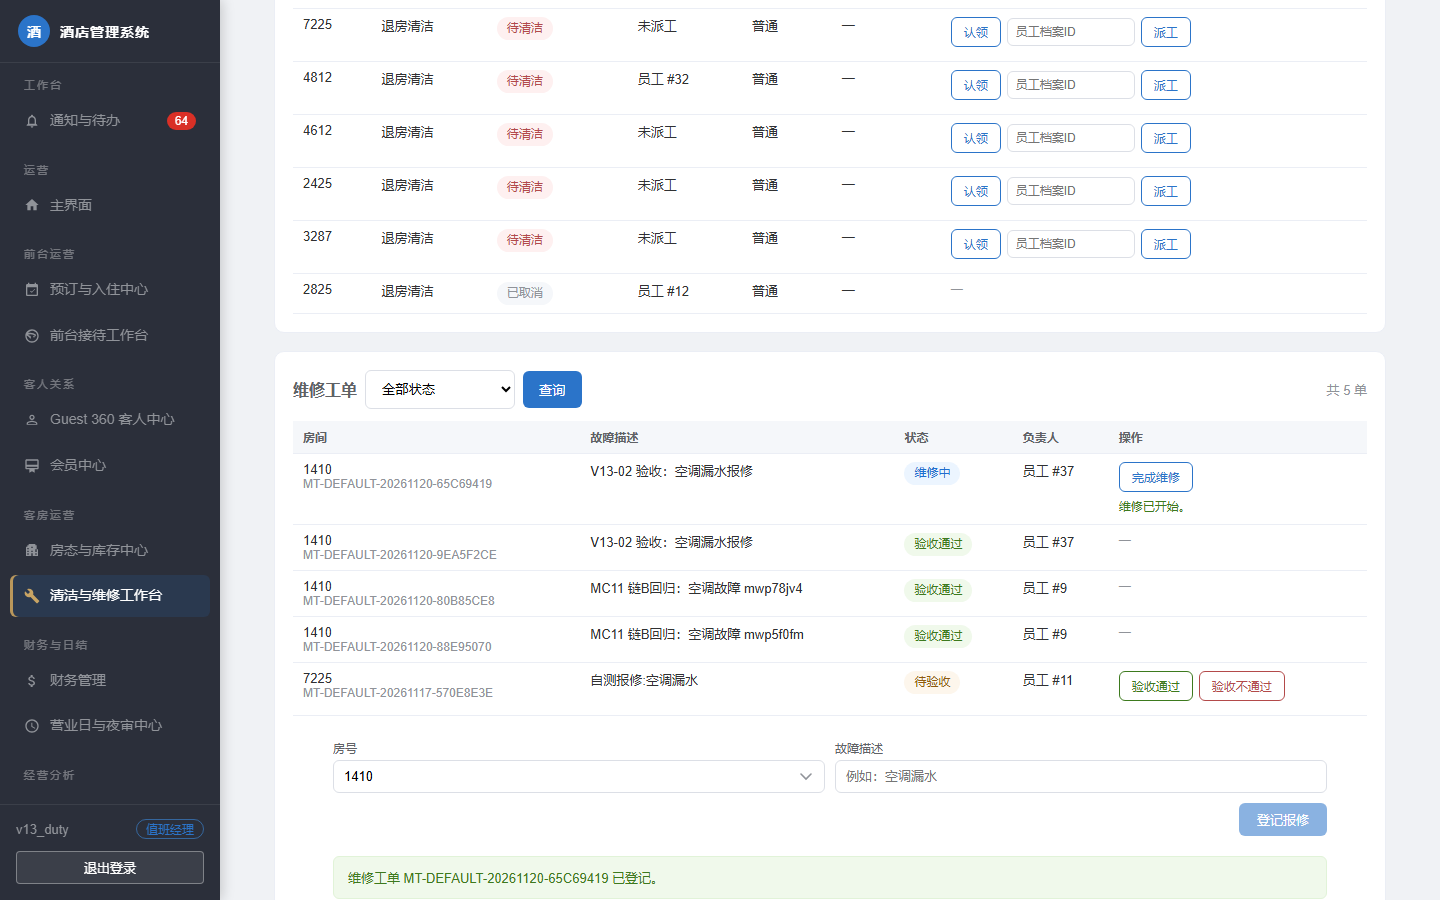 酒 酒店管理系统
工作台
通知与待办 64
运营
主界面
前台运营
预订与入住中心
前台接待工作台
客人关系
Guest 360 客人中心
会员中心
客房运营
房态与库存中心
清洁与维修工作台
财务与日结
$ 财务管理
营业日与夜审中心
经营分析
v13_duty 值班经理
退出登录
7225 退房清洁 待清洁 未派工 普通 — 认领 员工档案ID 派工
4812 退房清洁 待清洁 员工 #32 普通 — 认领 员工档案ID 派工
4612 退房清洁 待清洁 未派工 普通 — 认领 员工档案ID 派工
2425 退房清洁 待清洁 未派工 普通 — 认领 员工档案ID 派工
3287 退房清洁 待清洁 未派工 普通 — 认领 员工档案ID 派工
2825 退房清洁 已取消 员工 #12 普通 — —
维修工单 全部状态 查询 共 5 单
房间 故障描述 状态 负责人 操作
1410 V13-02 验收：空调漏水报修 维修中 员工 #37 完成维修
MT-DEFAULT-20261120-65C69419
维修已开始。
1410 V13-02 验收：空调漏水报修 验收通过 员工 #37 —
MT-DEFAULT-20261120-9EA5F2CE
1410 MC11 链B回归：空调故障 mwp78jv4 验收通过 员工 #9 —
MT-DEFAULT-20261120-80B85CE8
1410 MC11 链B回归：空调故障 mwp5f0fm 验收通过 员工 #9 —
MT-DEFAULT-20261120-88E95070
7225 自测报修:空调漏水 待验收 员工 #11 验收通过 验收不通过
MT-DEFAULT-20261117-570E8E3E
房号 故障描述
1410 例如：空调漏水
登记报修
维修工单 MT-DEFAULT-20261120-65C69419 已登记。